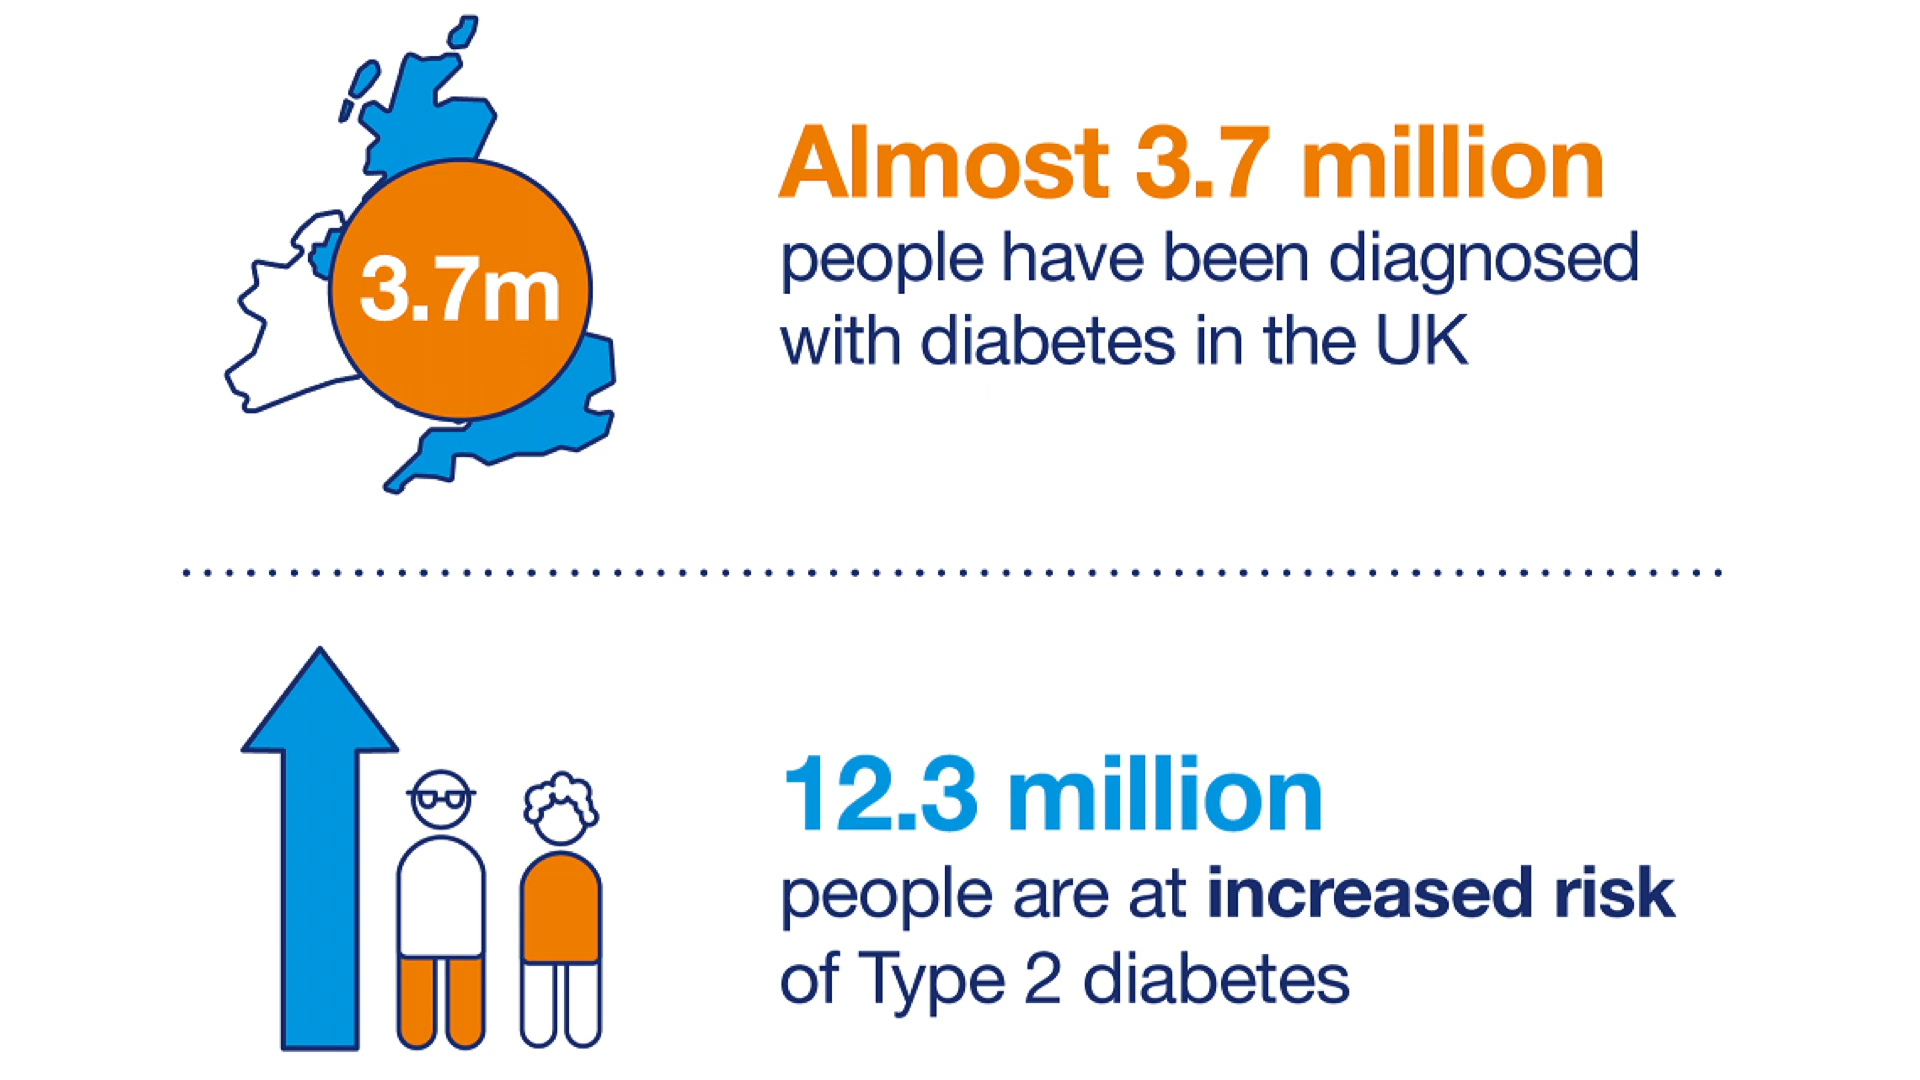 3.7m
Almost 3.7 million
people have been diagnosed
with diabetes in the UK
12.3 million
people are at increased risk
of Type 2 diabetes